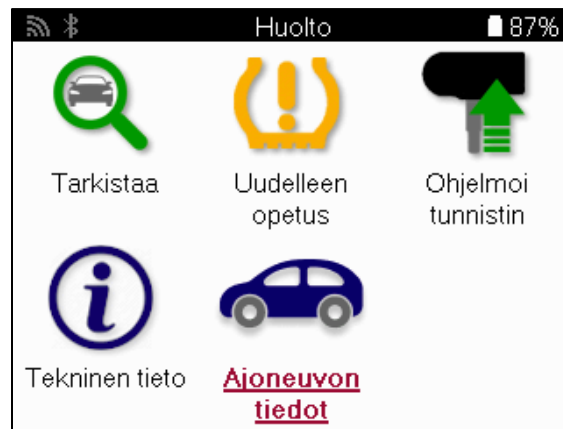 Huolto
87%
Tarkistaa
Uudelleen
opetus
Ohjelmoi
tunnistin
Tekninen tieto
Ajoneuvon
tiedot